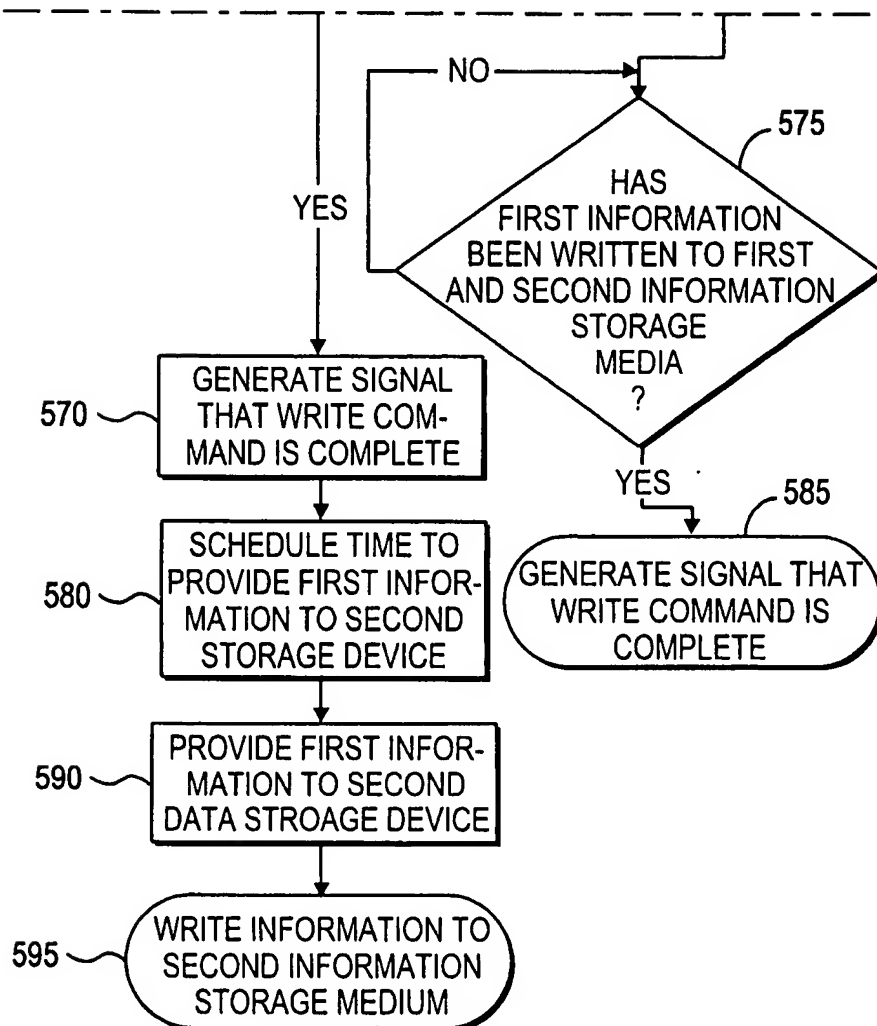 NO
575
YES
HAS
FIRST INFORMATION
BEEN WRITTEN TO FIRST
AND SECOND INFORMATION
STORAGE
MEDIA
?
570
GENERATE SIGNAL
THAT WRITE COM-
MAND IS COMPLETE
YES
585
580
SCHEDULE TIME TO
PROVIDE FIRST INFOR-
MATION TO SECOND
STORAGE DEVICE
GENERATE SIGNAL THAT
WRITE COMMAND IS
COMPLETE
590
PROVIDE FIRST INFOR-
MATION TO SECOND
DATA STROAGE DEVICE
595
WRITE INFORMATION TO
SECOND INFORMATION
STORAGE MEDIUM